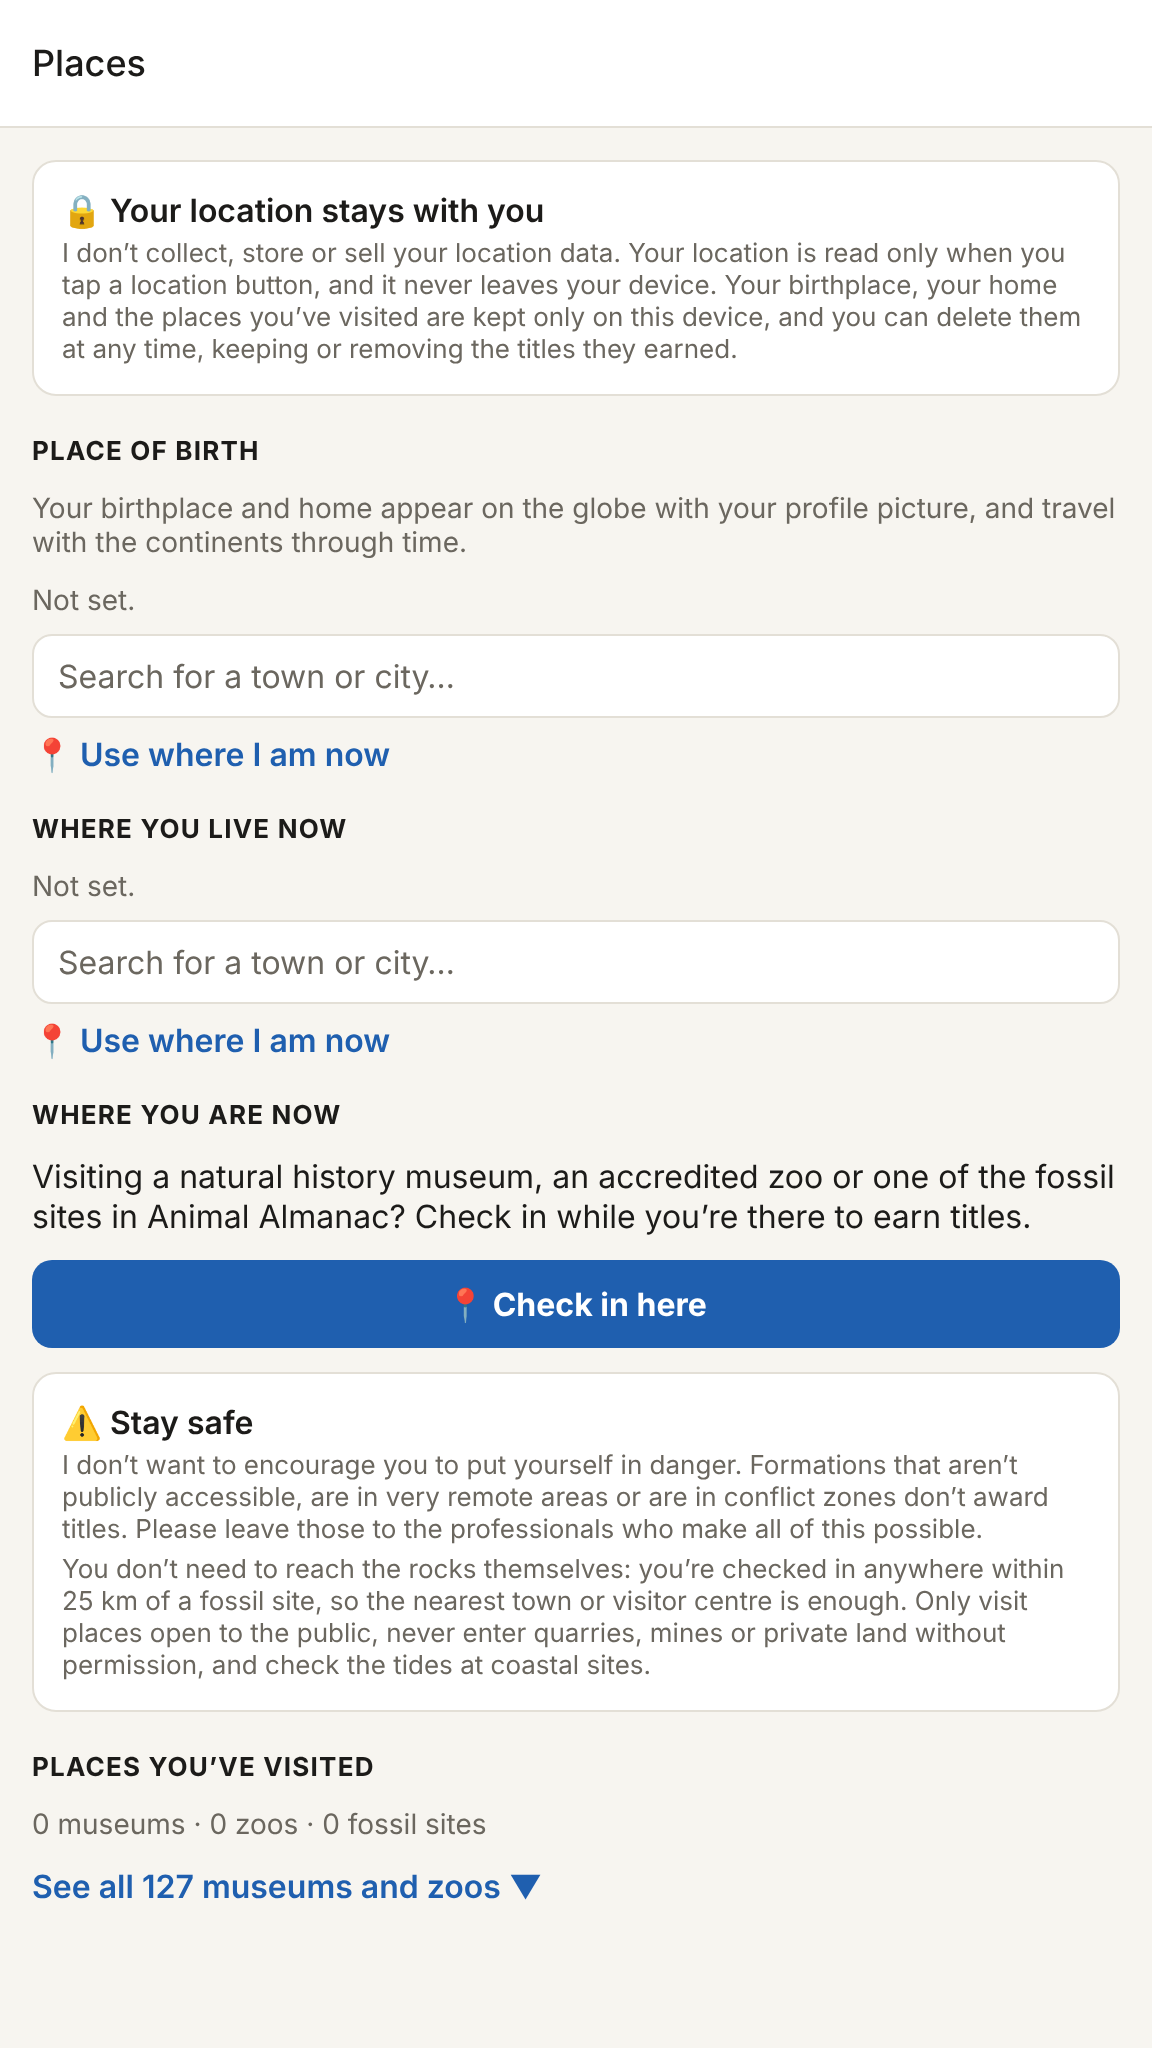 Places
🔒 Your location stays with you
I don’t collect, store or sell your location data. Your location is read only when you
tap a location button, and it never leaves your device. Your birthplace, your home
and the places you’ve visited are kept only on this device, and you can delete them
at any time, keeping or removing the titles they earned.
PLACE OF BIRTH
Your birthplace and home appear on the globe with your profile picture, and travel
with the continents through time.
Not set.
Search for a town or city…
📍 Use where I am now
WHERE YOU LIVE NOW
Not set.
Search for a town or city…
📍 Use where I am now
WHERE YOU ARE NOW
Visiting a natural history museum, an accredited zoo or one of the fossil
sites in Animal Almanac? Check in while you’re there to earn titles.
📍 Check in here
⚠️ Stay safe
I don’t want to encourage you to put yourself in danger. Formations that aren’t
publicly accessible, are in very remote areas or are in conflict zones don’t award
titles. Please leave those to the professionals who make all of this possible.
You don’t need to reach the rocks themselves: you’re checked in anywhere within
25 km of a fossil site, so the nearest town or visitor centre is enough. Only visit
places open to the public, never enter quarries, mines or private land without
permission, and check the tides at coastal sites.
PLACES YOU’VE VISITED
0 museums · 0 zoos · 0 fossil sites
See all 127 museums and zoos ▼